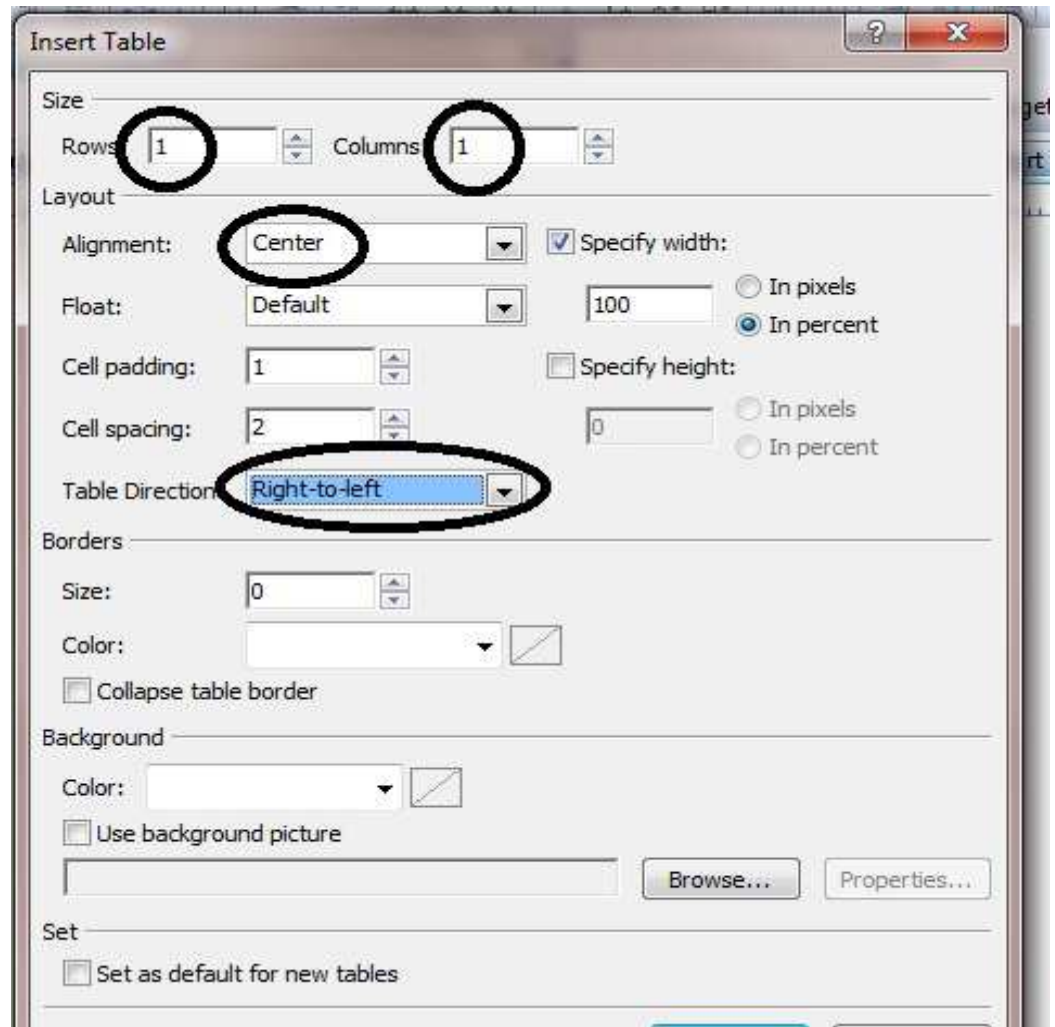 Insert Table
Size
Rows 1 Columns 1
Layout
Alignment: Center Specify width:
Float: Default 100 In pixels
In percent
Cell padding: 1 Specify height:
Cell spacing: 2 0 In pixels
In percent
Table Direction Right-to-left
Borders
Size: 0
Color:
Collapse table border
Background
Color:
Use background picture
Browse... Properties...
Set
Set as default for new tables